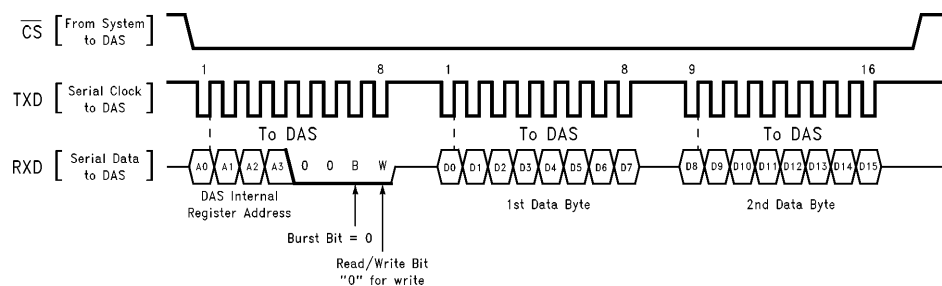 CS [ From System to DAS ]
1 8 1 8 9 16
TXD [ Serial Clock to DAS ]
To DAS To DAS To DAS
RXD [ Serial Data to DAS ]
A0 A1 A2 A3 0 0 B W D0 D1 D2 D3 D4 D5 D6 D7 D8 D9 D10 D11 D12 D13 D14 D15
DAS Internal
Register Address
1st Data Byte 2nd Data Byte
Burst Bit = 0
Read/Write Bit
"0" for write